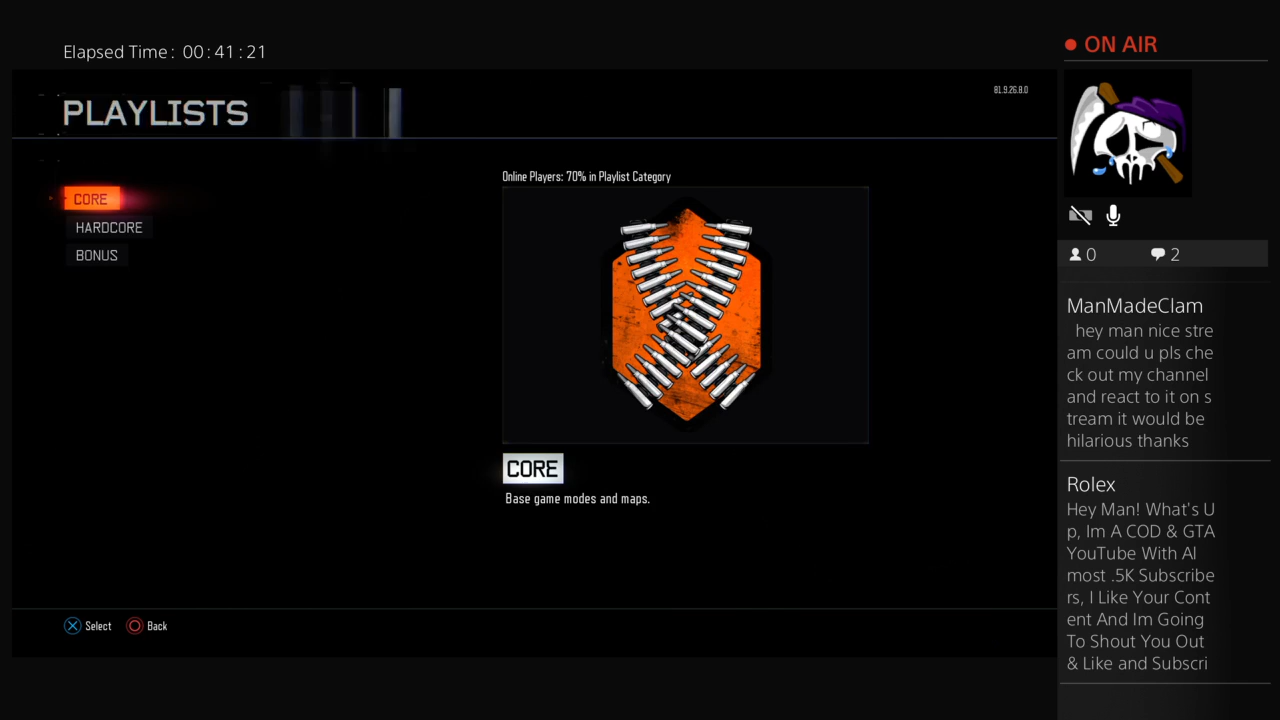 Elapsed Time: 00:41:21
ON AIR
PLAYLISTS
81.9.26.8.0
CORE
HARDCORE
BONUS
Online Players: 70% in Playlist Category
CORE
Base game modes and maps.
Select
Back
0
2
ManMadeClam
hey man nice stre
am could u pls che
ck out my channel
and react to it on s
tream it would be
hilarious thanks
Rolex
Hey Man! What's U
p, Im A COD & GTA
YouTube With Al
most .5K Subscribe
rs, I Like Your Cont
ent And Im Going
To Shout You Out
& Like and Subscri